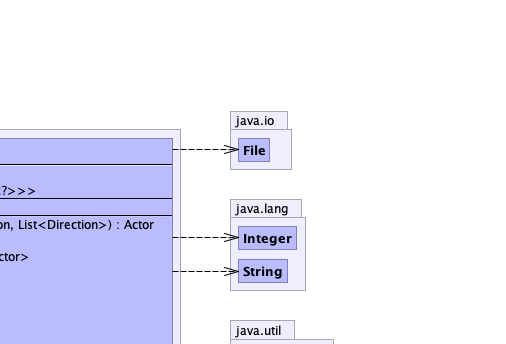 java.io
File
?>>>
java.lang
on, List<Direction>) : Actor
Integer
ctor>
String
java.util